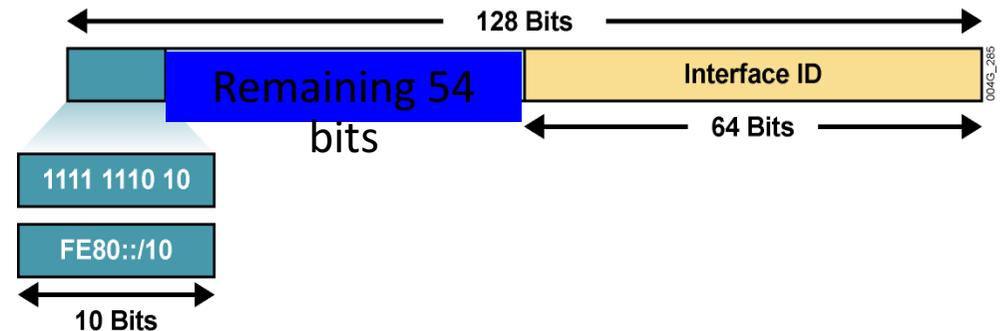 128 Bits
Remaining 54
bits
Interface ID
004G_285
64 Bits
1111 1110 10
FE80::/10
10 Bits